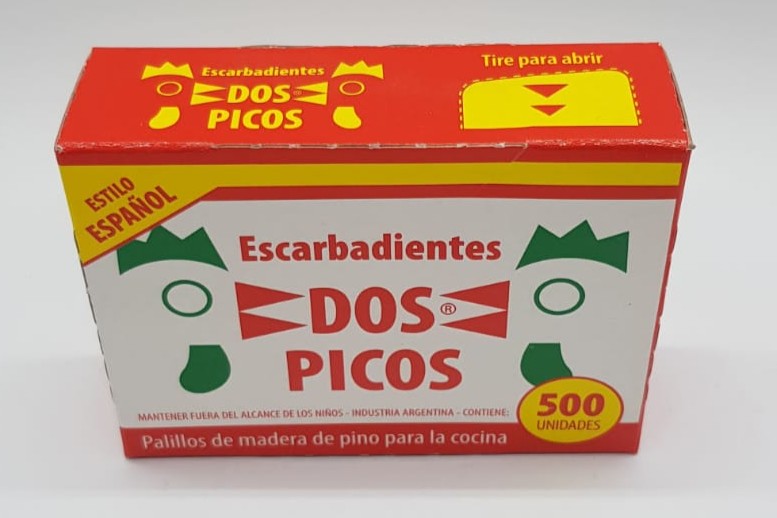 Escarbadientes
DOS®
PICOS
Tire para abrir
ESTILO
ESPAÑOL
Escarbadientes
DOS®
PICOS
MANTENER FUERA DEL ALCANCE DE LOS NIÑOS - INDUSTRIA ARGENTINA - CONTIENE:
500
UNIDADES
Palillos de madera de pino para la cocina